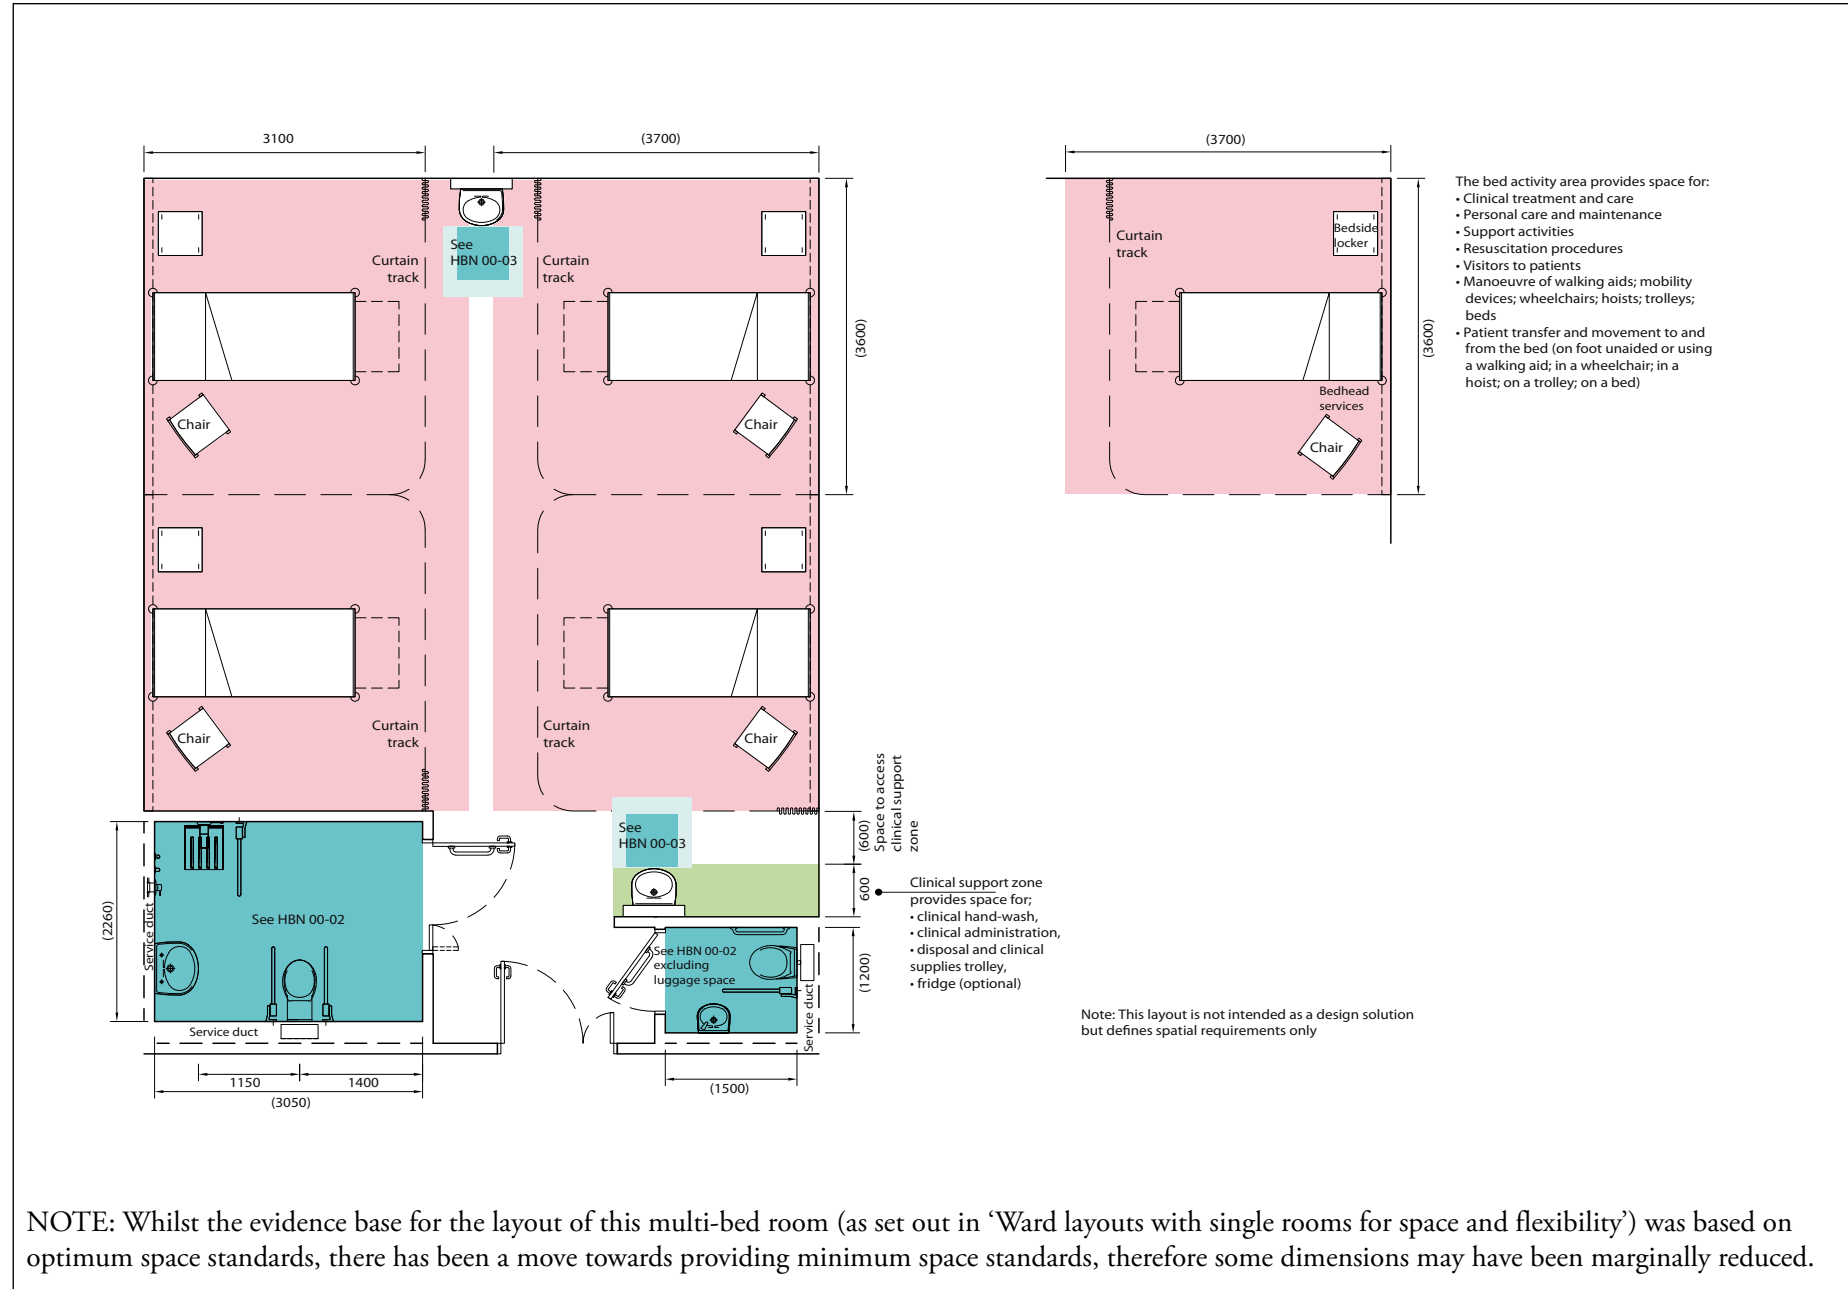 3100
(3700)
(3700)
The bed activity area provides space for:
• Clinical treatment and care
• Personal care and maintenance
• Support activities
• Resuscitation procedures
• Visitors to patients
• Manoeuvre of walking aids; mobility
devices; wheelchairs; hoists; trolleys;
beds
• Patient transfer and movement to and
from the bed (on foot unaided or using
a walking aid; in a wheelchair; in a
hoist; on a trolley; on a bed)
See
HBN 00-03
Curtain
track
Curtain
track
Curtain
track
Bedside
locker
(3600)
(3600)
Bedhead
services
Chair
Chair
Chair
Curtain
track
Curtain
track
Chair
Chair
See
HBN 00-03
(600)
Space to access
clinical support
zone
600
Clinical support zone
provides space for;
• clinical hand-wash,
• clinical administration,
• disposal and clinical
supplies trolley,
• fridge (optional)
(2260)
Service duct
See HBN 00-02
See HBN 00-02
excluding
luggage space
(1200)
Service duct
Service duct
Note: This layout is not intended as a design solution
but defines spatial requirements only
1150
1400
(3050)
(1500)
NOTE: Whilst the evidence base for the layout of this multi-bed room (as set out in ‘Ward layouts with single rooms for space and flexibility’) was based on
optimum space standards, there has been a move towards providing minimum space standards, therefore some dimensions may have been marginally reduced.